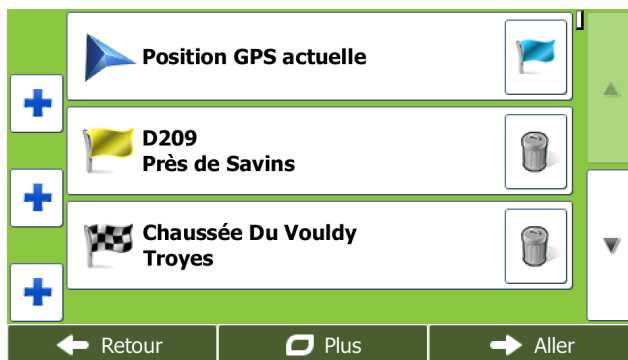 Position GPS actuelle
D209
Près de Savins
Chaussée Du Vouldy
Troyes
Retour
Plus
Aller